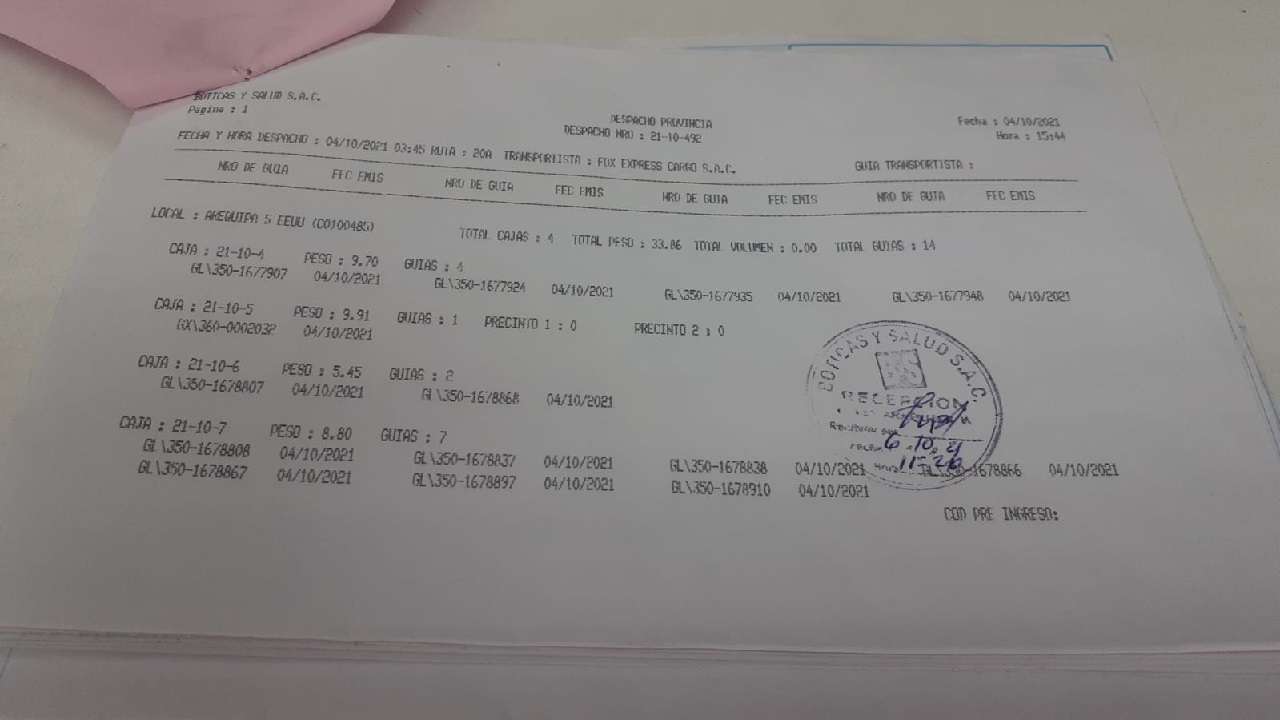 BOTICAS Y SALUD S.A.C.
Pagina : 1
DESPACHO PROVINCIA
Fecha : 04/10/2021
DESPACHO NRO : 21-10-492
Hora : 15:44
FECHA Y HORA DESPACHO : 04/10/2021 03:45 RUTA : 20A TRANSPORTISTA : FOX EXPRESS CARGO S.A.C. GUIA TRANSPORTISTA :
NRO DE GUIA FEC EMIS NRO DE GUIA FEC EMIS NRO DE GUIA FEC EMIS NRO DE GUIA FEC EMIS
LOCAL : AREQUIPA 5 EEUU (C0100485) TOTAL CAJAS : 4 TOTAL PESO : 33.86 TOTAL VOLUMEN : 0.00 TOTAL GUIAS : 14
CAJA : 21-10-4 PESO : 9.70 GUIAS : 4
GL\350-1677907 04/10/2021 GL\350-1677924 04/10/2021 GL\350-1677935 04/10/2021 GL\350-1677948 04/10/2021
CAJA : 21-10-5 PESO : 9.91 GUIAS : 1 PRECINTO 1 : 0 PRECINTO 2 : 0
04/10/2021
CAJA : 21-10-6 PESO : 5.45 GUIAS : 2
GL\350-1678807 04/10/2021 GL\350-1678868 04/10/2021
CAJA : 21-10-7 PESO : 8.80 GUIAS : 7
GL\350-1678808 04/10/2021 GL\350-1678837 04/10/2021 GL\350-1678838 04/10/2021 GL\350-1678866 04/10/2021
GL\350-1678867 04/10/2021 GL\350-1678897 04/10/2021 GL\350-1678910 04/10/2021
COD PRE INGRESO:
BOTICAS Y SALUD S.A.C.
RECEPCION
6 10 21
11:26